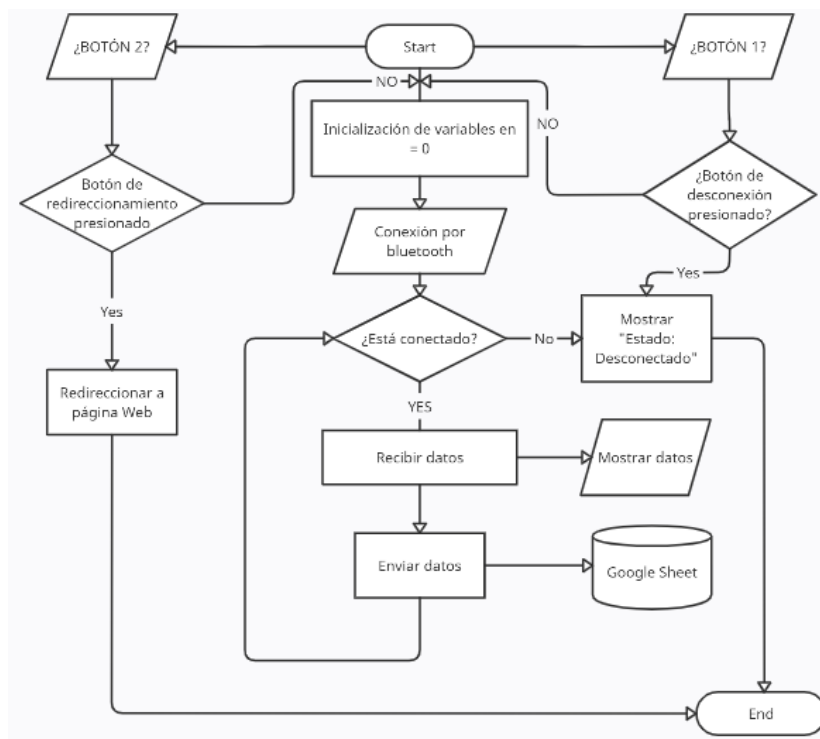 ¿BOTÓN 2?
Start
¿BOTÓN 1?
NO
Inicialización de variables en
= 0
NO
Botón de
redireccionamiento
presionado
¿Botón de
desconexión
presionado?
Conexión por
bluetooth
Yes
Yes
¿Está conectado?
No
Mostrar
"Estado:
Desconectado"
Redireccionar a
página Web
YES
Recibir datos
Mostrar datos
Enviar datos
Google Sheet
End